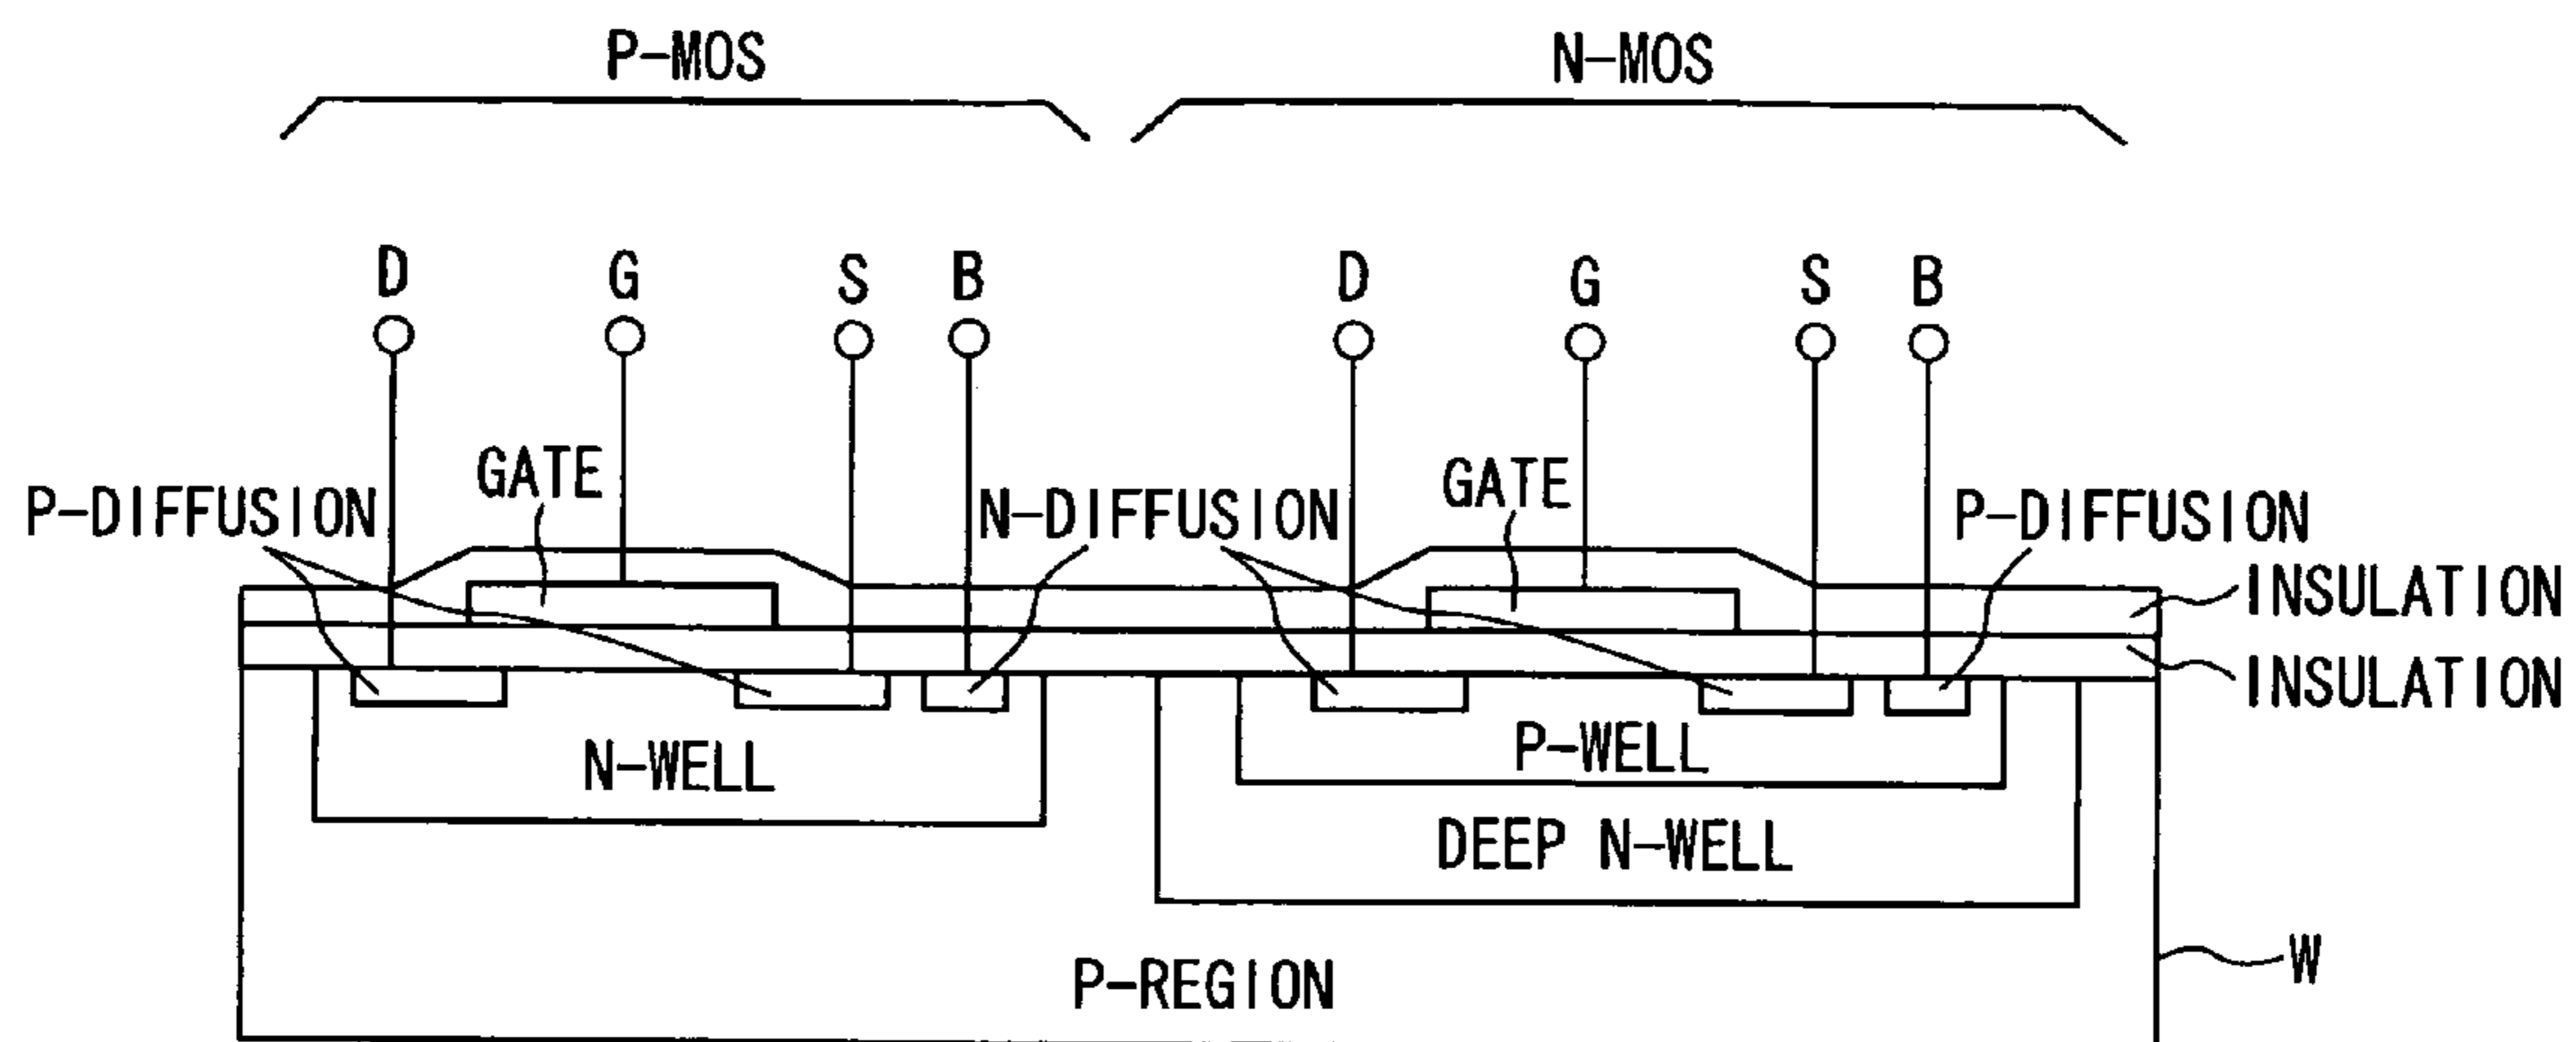 P-MOS
N-MOS
D
G
S
B
D
G
S
B
GATE
GATE
P-DIFFUSION
N-DIFFUSION
P-DIFFUSION
INSULATION
INSULATION
P-WELL
N-WELL
DEEP N-WELL
P-REGION
W